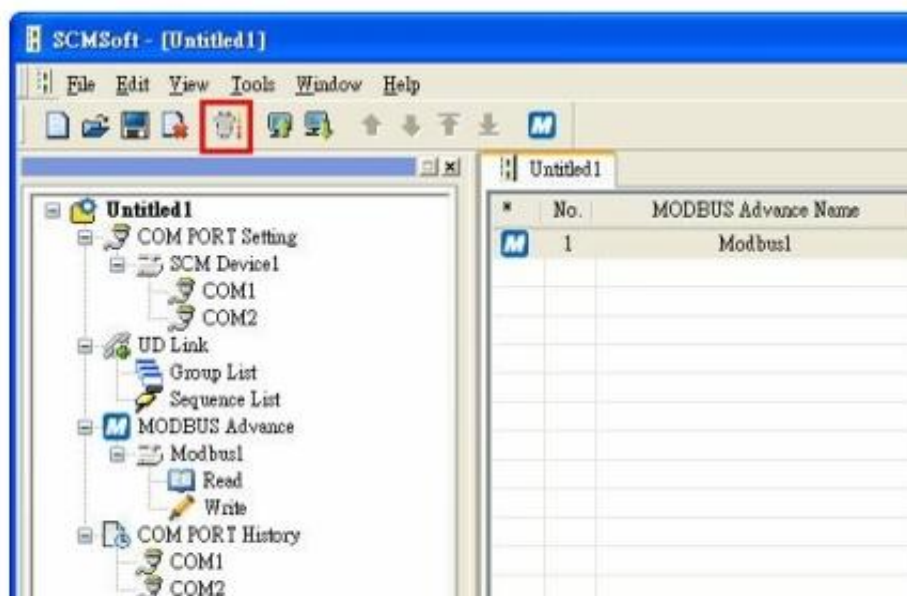 SCMSoft - [Untitled1]
File Edit View Tools Window Help
Untitled1
COM PORT Setting
SCM Device1
COM1
COM2
UD Link
Group List
Sequence List
MODBUS Advance
Modbus1
Read
Write
COM PORT History
COM1
COM2
Untitled1
* No. MODBUS Advance Name
1 Modbus1